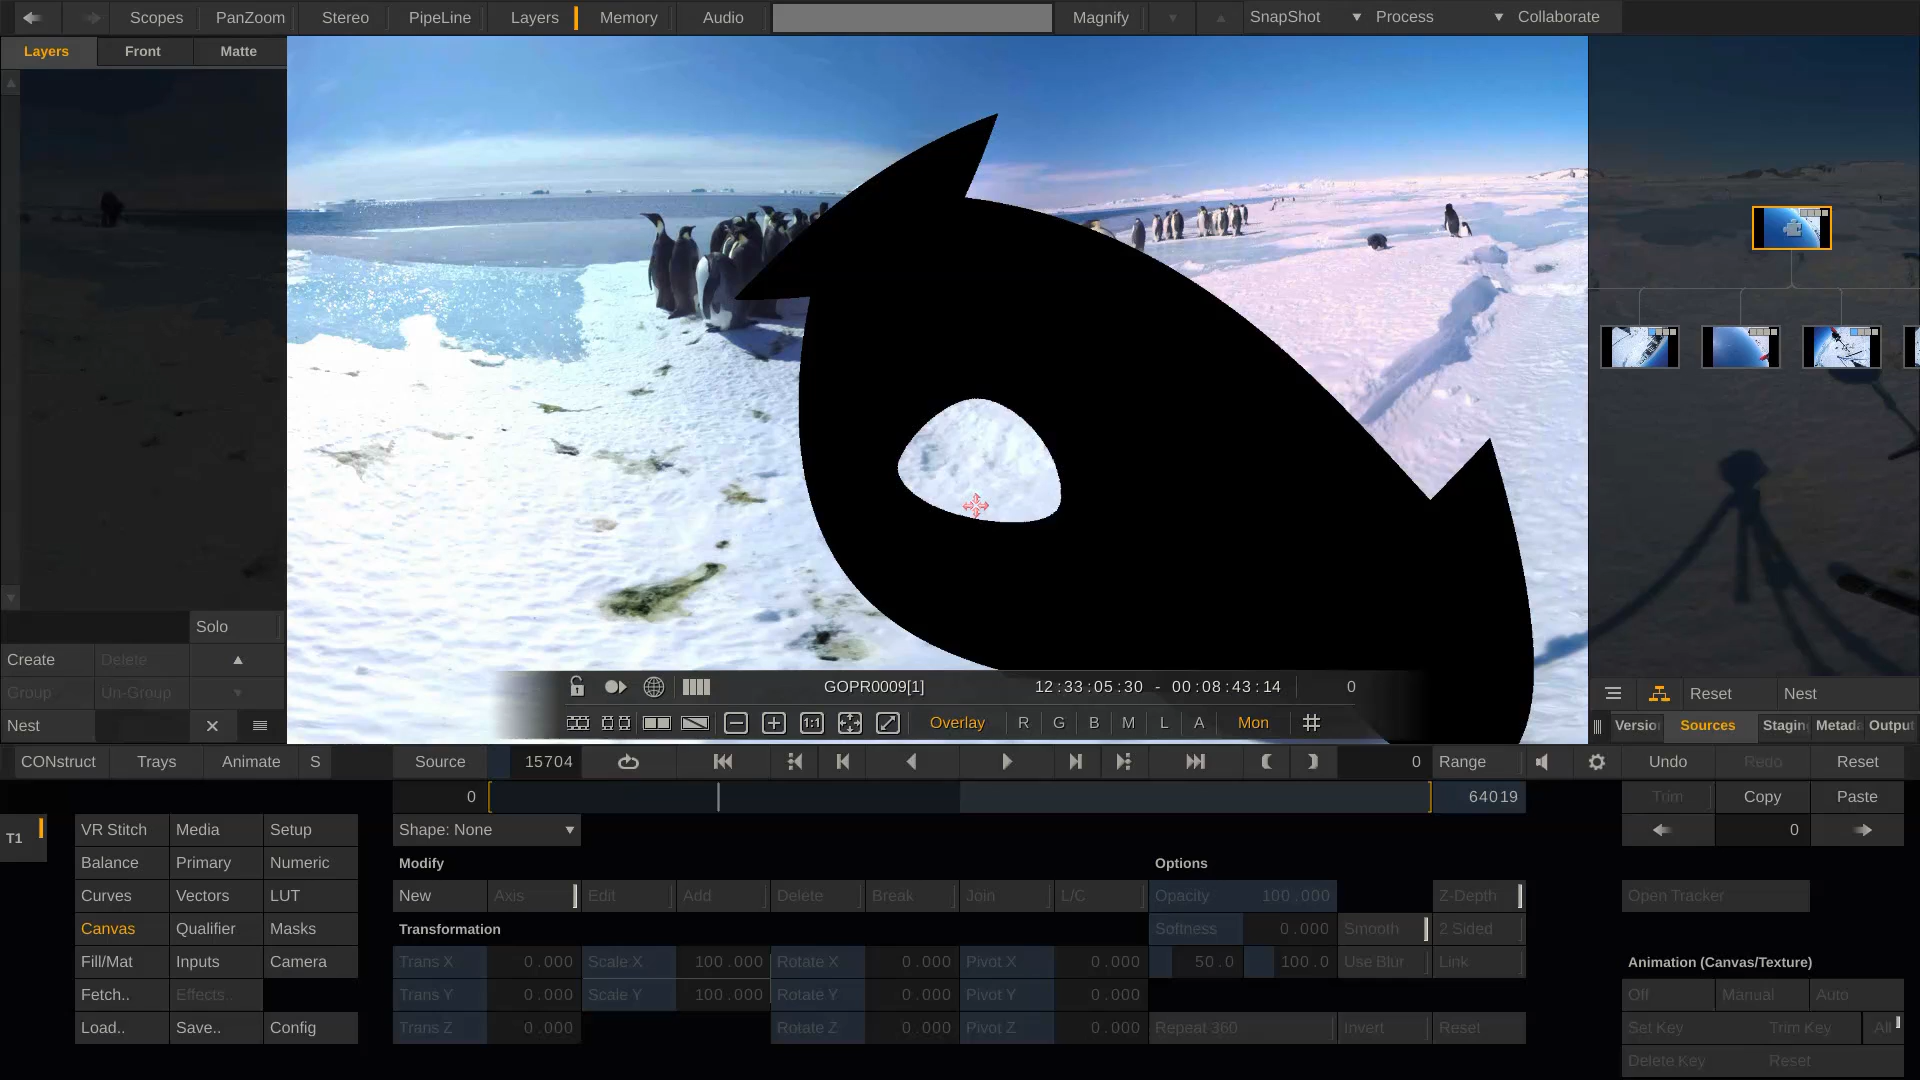 Scopes PanZoom Stereo PipeLine Layers Memory Audio Magnify SnapShot Process Collaborate
Layers Front Matte
Solo
Create Delete
Group Un-Group
Nest
GOPR0009[1] 12:33:05:30 - 00:08:43:14 0
1:1 Overlay R G B M L A Mon
Reset Nest
Versio Sources Stagin Metada Output
CONstruct Trays Animate S Source 15704 0 Range Undo Redo Reset
0 64019 Trim Copy Paste
T1
VR Stitch Media Setup Shape: None 0
Balance Primary Numeric Modify Options
Curves Vectors LUT New Axis Edit Add Delete Break Join L/C Opacity 100.000 Z-Depth Open Tracker
Canvas Qualifier Masks Transformation Softness 0.000 Smooth 2 Sided
Fill/Mat Inputs Camera Trans X 0.000 Scale X 100.000 Rotate X 0.000 Pivot X 0.000 50.0 100.0 Use Blur Link Animation (Canvas/Texture)
Fetch.. Effects.. Trans Y 0.000 Scale Y 100.000 Rotate Y 0.000 Pivot Y 0.000 Off Manual Auto
Load.. Save.. Config Trans Z 0.000 Rotate Z 0.000 Pivot Z 0.000 Repeat 360 Invert Reset Set Key Trim Key All
Delete Key Reset